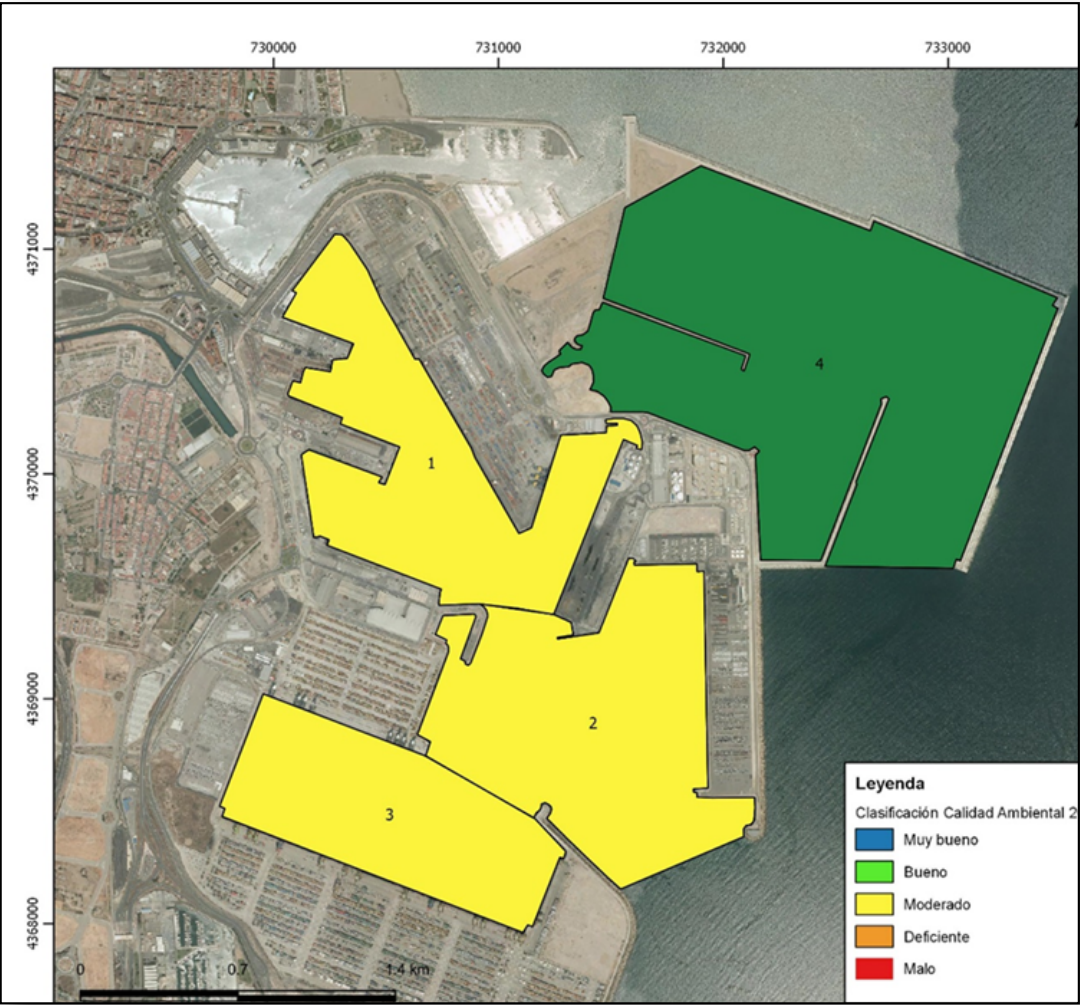 730000 731000 732000 733000
4371000
4370000
4369000
4368000
4
1
2
3
Leyenda
Clasificación Calidad Ambiental 2
Muy bueno
Bueno
Moderado
Deficiente
Malo
0 0.7 1.4 km